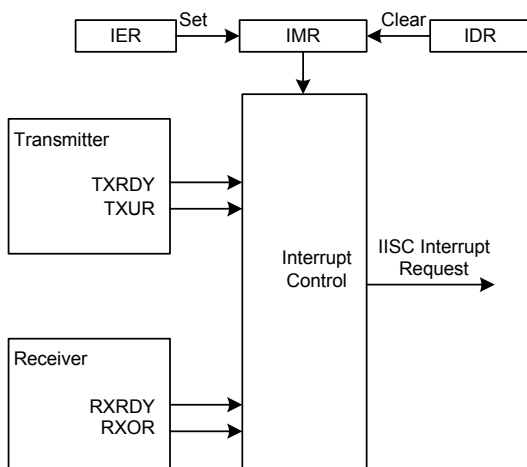 IER
Set
IMR
Clear
IDR
Transmitter
TXRDY
TXUR
Interrupt
Control
IISC Interrupt
Request
Receiver
RXRDY
RXOR